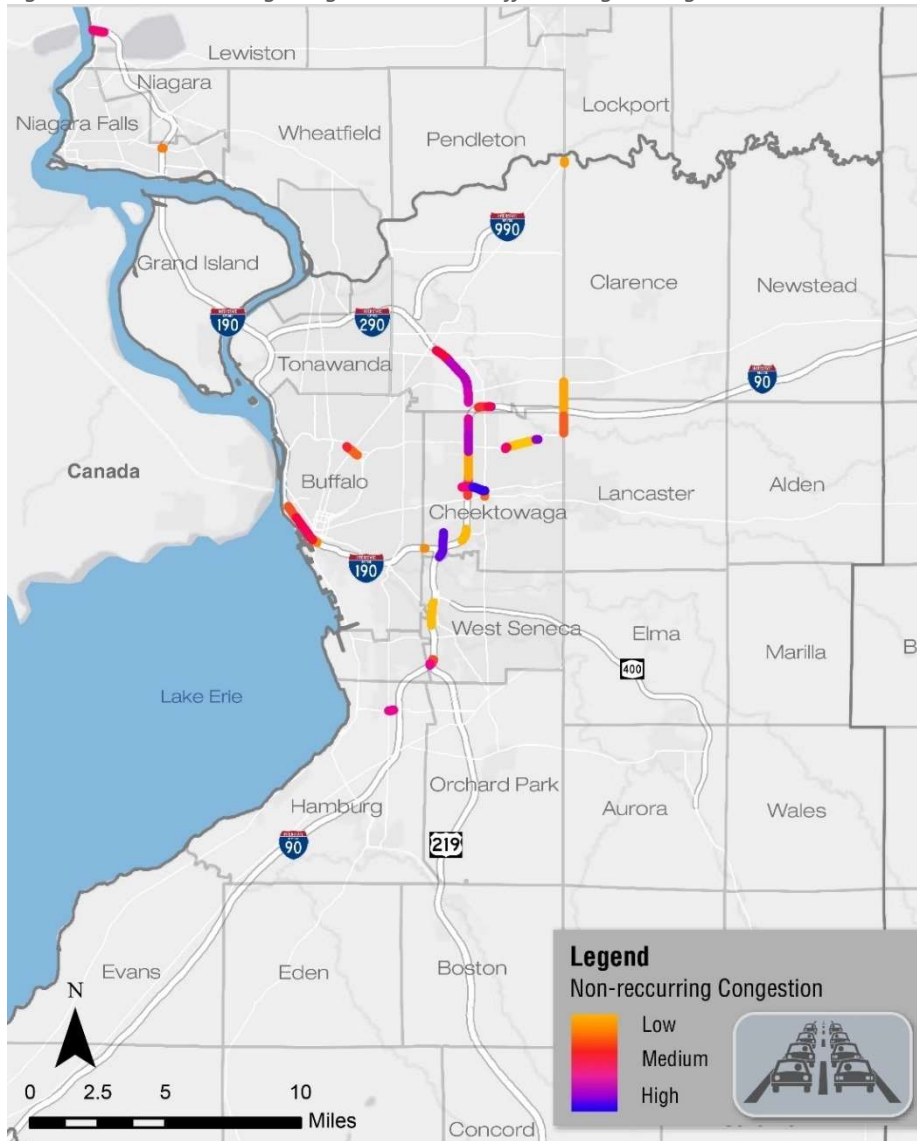 Lewiston
Niagara
Lockport
Niagara Falls
Wheatfield
Pendleton
990
Grand Island
Clarence
Newstead
190
290
Tonawanda
90
Canada
Buffalo
Lancaster
Alden
Cheektowaga
190
West Seneca
Elma
Marilla
400
Lake Erie
Orchard Park
Hamburg
Aurora
Wales
90
219
Evans
Eden
Boston
Concord
N
0 2.5 5 10
Miles
Legend
Non-reccurring Congestion
Low
Medium
High